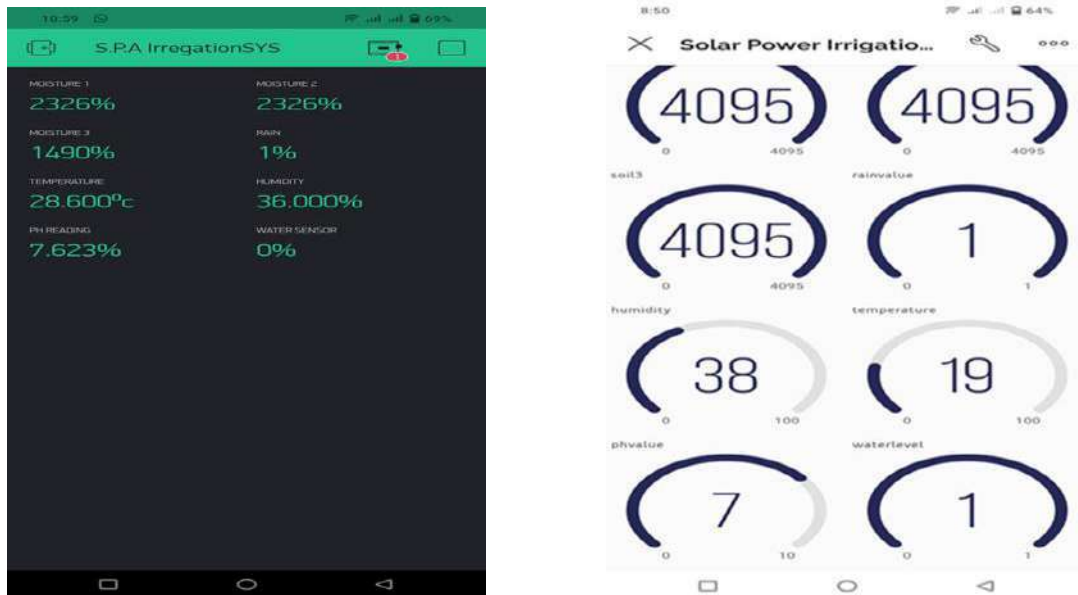 10:59 69%
S.P.A IrregationSYS
1
MOISTURE 1 MOISTURE 2
2326% 2326%
MOISTURE 3 RAIN
1490% 1%
TEMPERATURE HUMIDITY
28.600ºc 36.000%
PH READING WATER SENSOR
7.623% 0%
8:50 64%
Solar Power Irrigatio...
4095 4095
0 4095 0 4095
soil3 rainvalue
4095 1
0 4095 0 1
humidity temperature
38 19
0 100 0 100
phvalue waterlevel
7 1
0 10 0 1